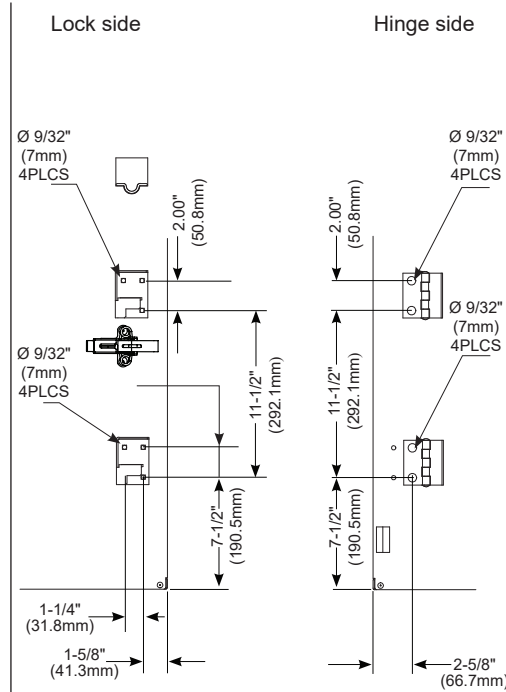 Lock side
Hinge side
Ø 9/32"
(7mm)
4PLCS
2.00"
(50.8mm)
2.00"
(50.8mm)
Ø 9/32"
(7mm)
4PLCS
Ø 9/32"
(7mm)
4PLCS
11-1/2"
(292.1mm)
11-1/2"
(292.1mm)
Ø 9/32"
(7mm)
4PLCS
7-1/2"
(190.5mm)
7-1/2"
(190.5mm)
1-1/4"
(31.8mm)
1-5/8"
(41.3mm)
2-5/8"
(66.7mm)